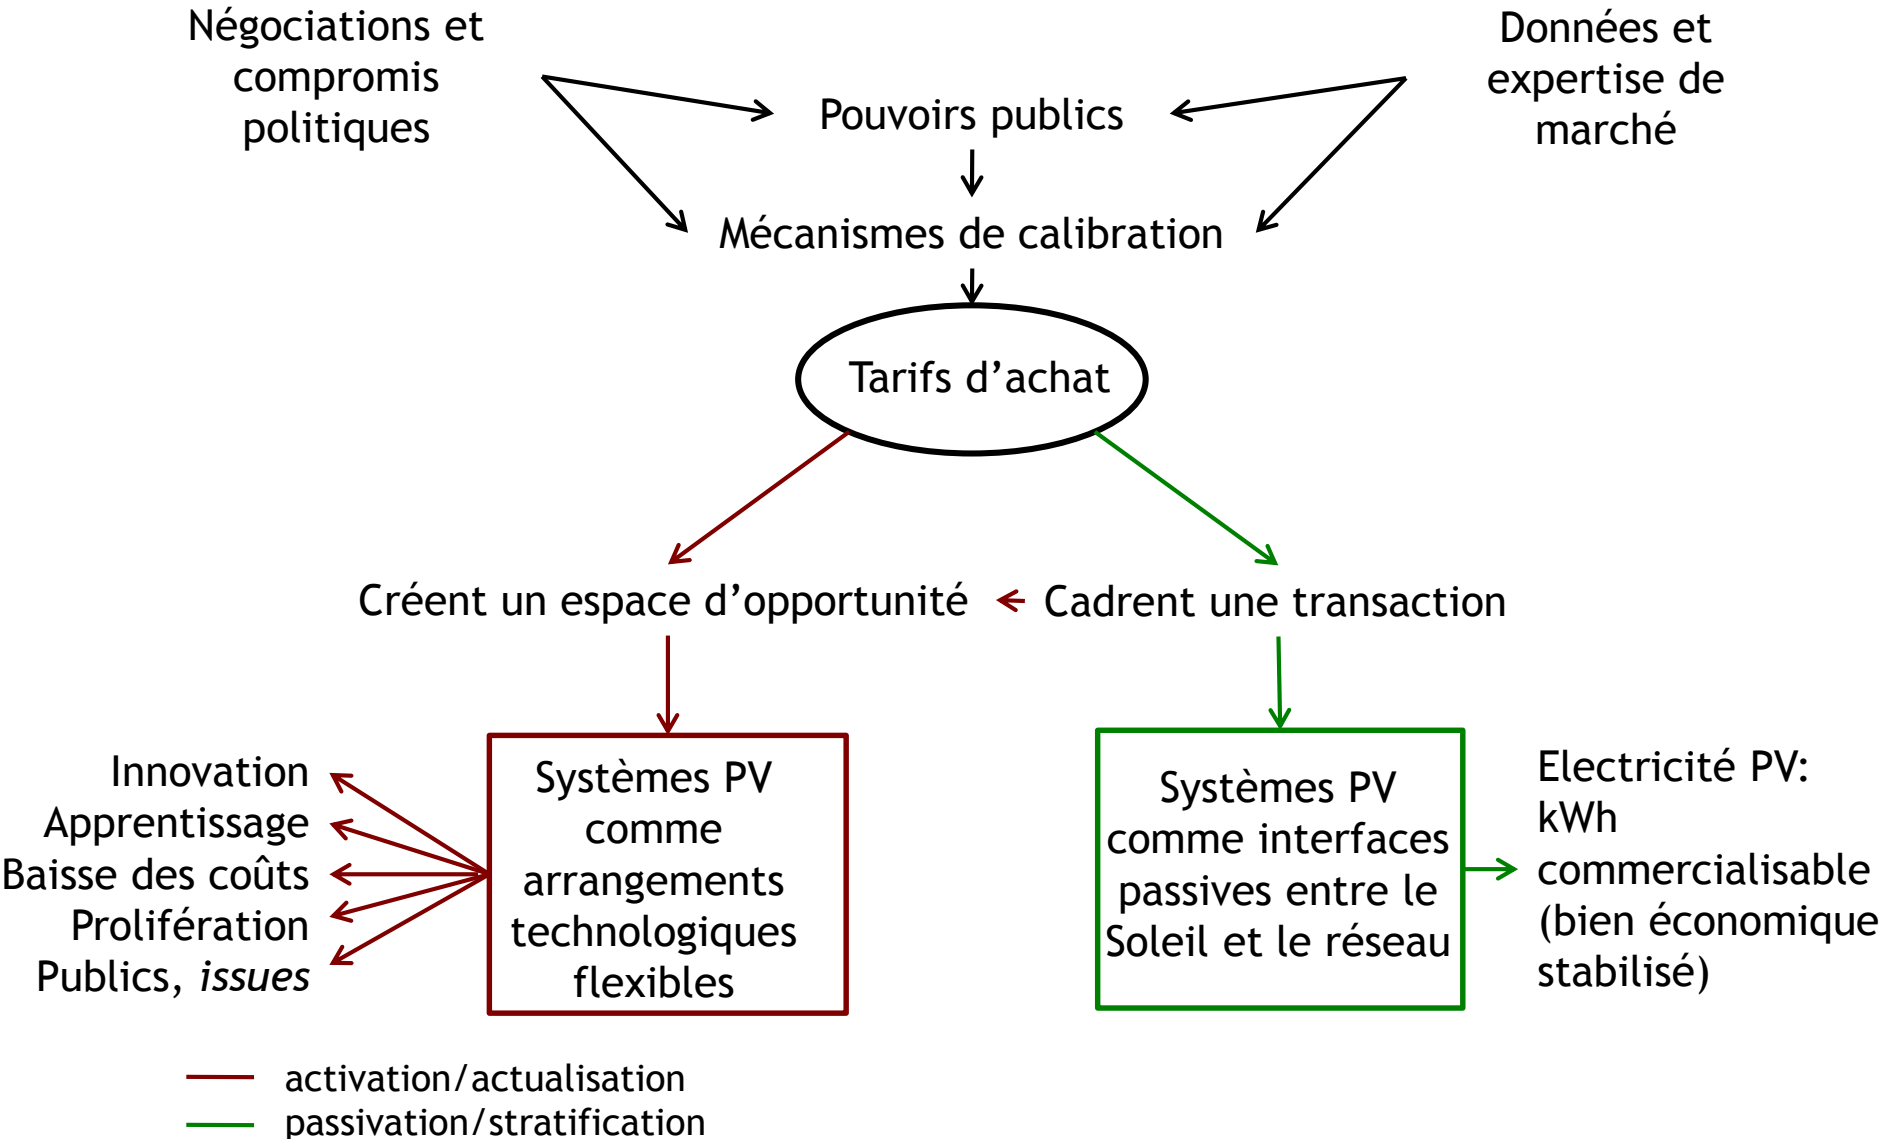 Négociations et
compromis
politiques
Données et
expertise de
marché
Pouvoirs publics
Mécanismes de calibration
Tarifs d’achat
Créent un espace d’opportunité
Cadrent une transaction
Innovation
Apprentissage
Baisse des coûts
Prolifération
Publics, issues
Systèmes PV
comme
arrangements
technologiques
flexibles
Systèmes PV
comme interfaces
passives entre le
Soleil et le réseau
Electricité PV:
kWh
commercialisable
(bien économique
stabilisé)
activation/actualisation
passivation/stratification